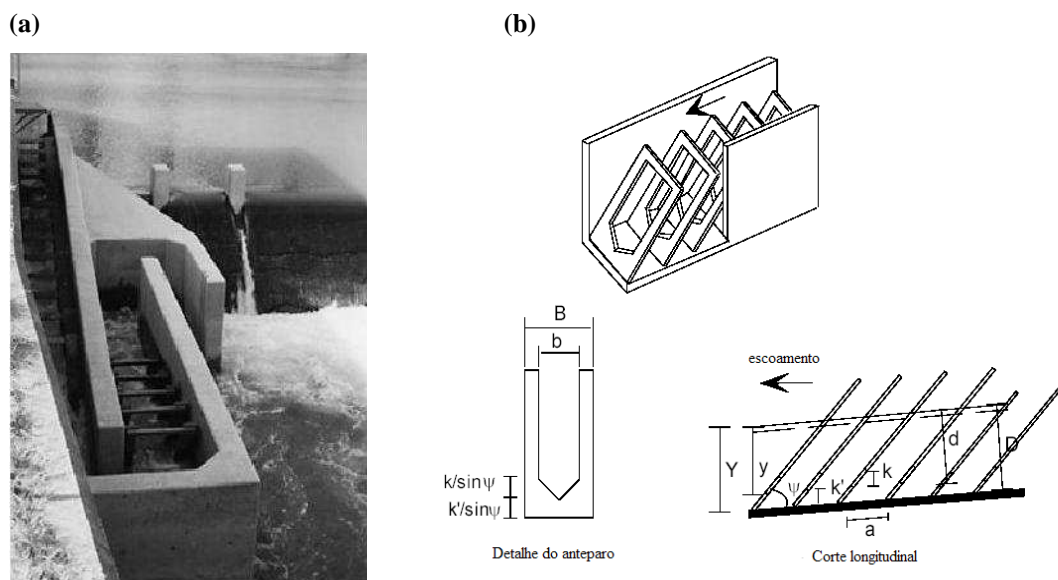 (a)
(b)
B
b
k/sinψ
k'/sinψ
Detalhe do anteparo
escoamento
Y
y
ψ
k'
k
d
D
a
Corte longitudinal